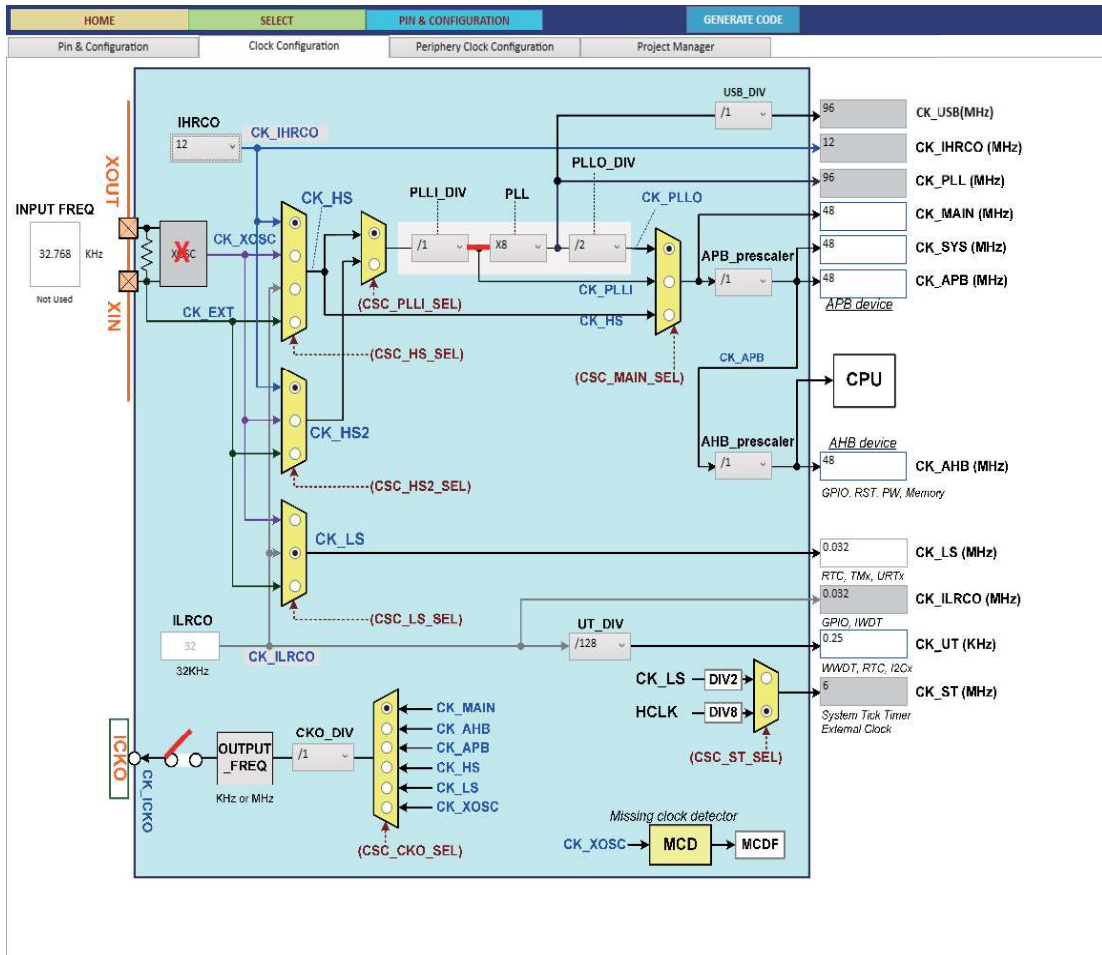 HOME SELECT PIN & CONFIGURATION GENERATE CODE
Pin & Configuration Clock Configuration Periphery Clock Configuration Project Manager
USB_DIV
/1
96 CK_USB(MHz)
IHRCO
12
CK_IHRCO
12 CK_IHRCO (MHz)
PLLO_DIV
96 CK_PLL (MHz)
XOUT
INPUT FREQ
32.768 KHz
Not Used
XIN
XOSC
CK_XOSC
CK_EXT
CK_HS
PLLI_DIV
/1
PLL
X8
/2
CK_PLLO
48 CK_MAIN (MHz)
48 CK_SYS (MHz)
APB_prescaler
/1
48 CK_APB (MHz)
APB device
CK_PLLI
CK_HS
(CSC_PLLI_SEL)
(CSC_HS_SEL)
(CSC_MAIN_SEL)
CK_APB
CPU
CK_HS2
AHB_prescaler
/1
AHB device
48 CK_AHB (MHz)
GPIO. RST. PW, Memory
(CSC_HS2_SEL)
CK_LS
0.032 CK_LS (MHz)
RTC, TMx, URTx
0.032 CK_ILRCO (MHz)
GPIO, IWDT
(CSC_LS_SEL)
ILRCO
32
32KHz
CK_ILRCO
UT_DIV
/128
0.25 CK_UT (KHz)
WWDT, RTC, I2Cx
CK_LS DIV2
HCLK DIV8
6 CK_ST (MHz)
System Tick Timer
External Clock
(CSC_ST_SEL)
ICKO
CK_ICKO
OUTPUT
_FREQ
KHz or MHz
CKO_DIV
/1
CK_MAIN
CK_AHB
CK_APB
CK_HS
CK_LS
CK_XOSC
(CSC_CKO_SEL)
Missing clock detector
CK_XOSC MCD MCDF